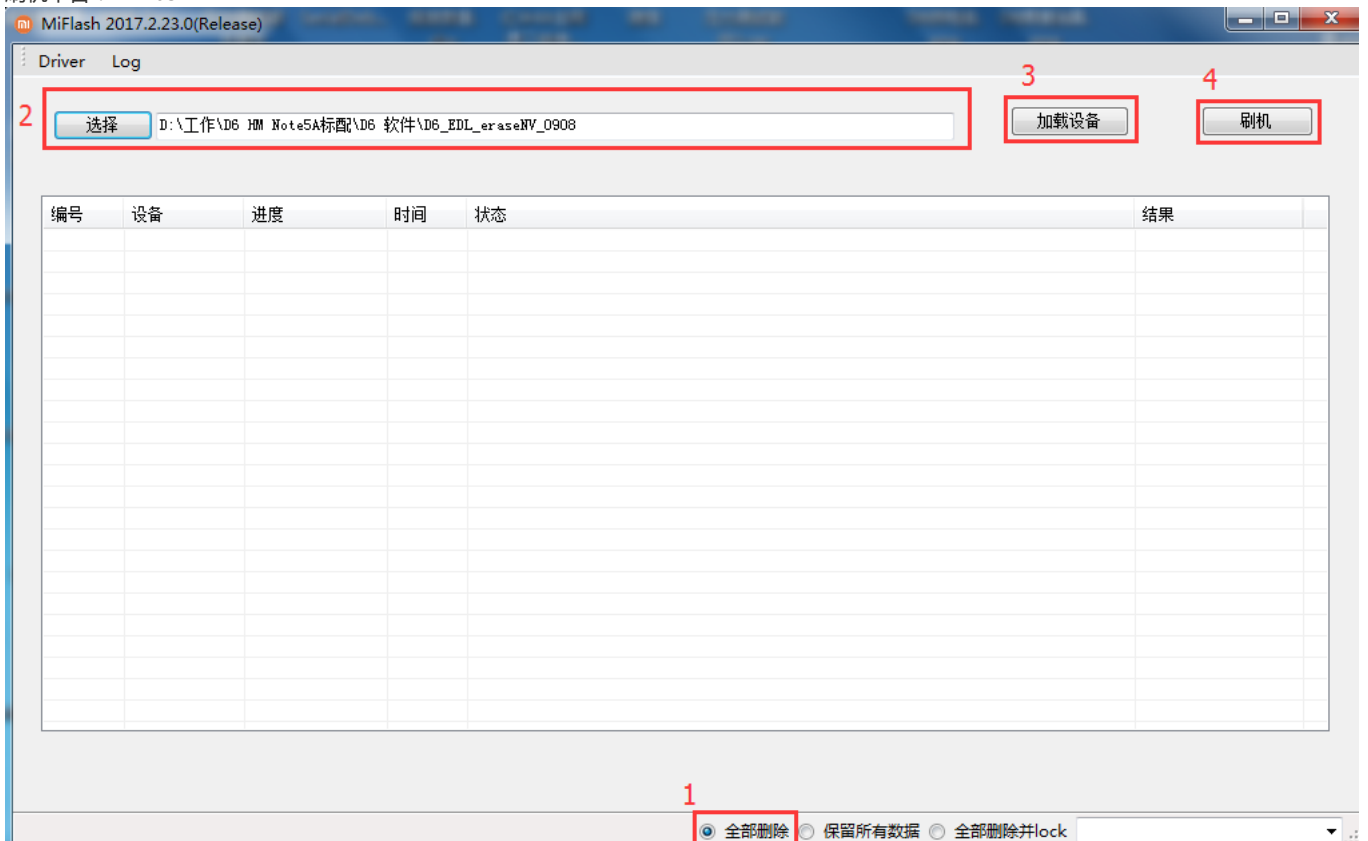 MiFlash 2017.2.23.0(Release)
Driver Log
3
4
2
选择 D:\工作\D6 HM Note5A标配\D6 软件\D6_EDL_eraseNV_0908 加载设备 刷机
编号 设备 进度 时间 状态 结果
1
全部删除 保留所有数据 全部删除并lock